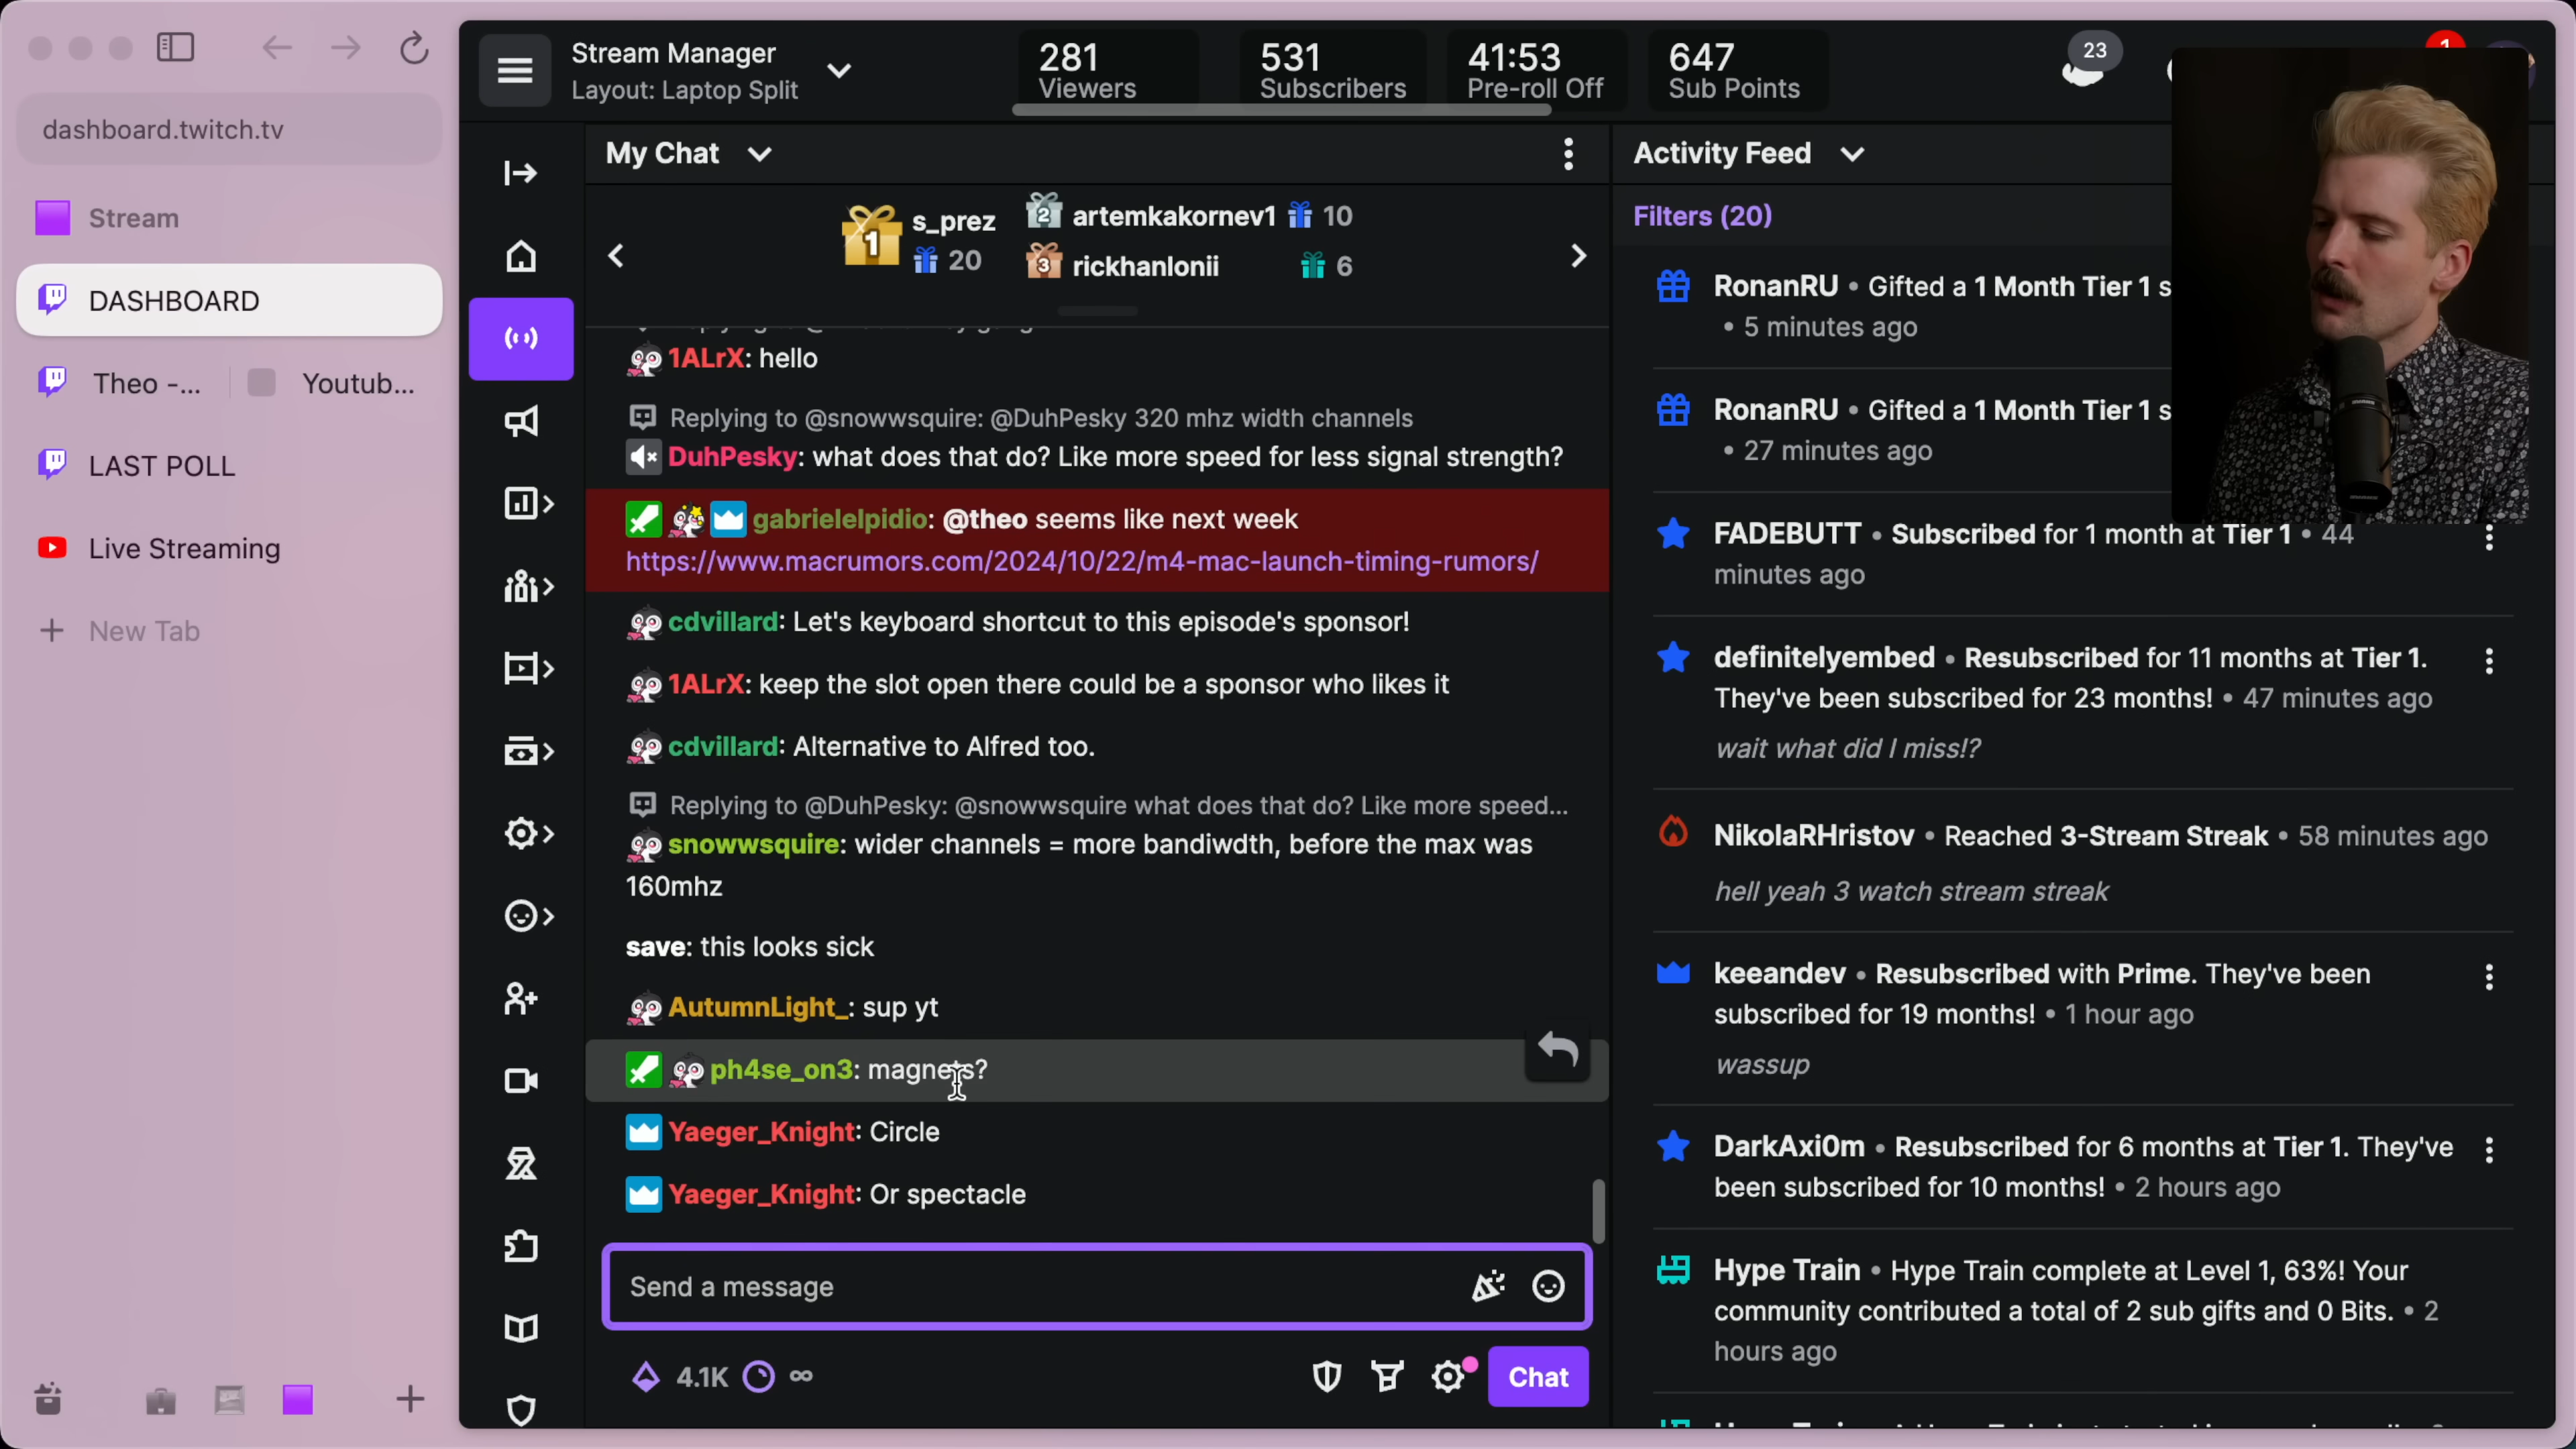 dashboard.twitch.tv
Stream
DASHBOARD
Theo -...
Youtub...
LAST POLL
Live Streaming
New Tab
Stream Manager
Layout: Laptop Split
281
Viewers
531
Subscribers
41:53
Pre-roll Off
647
Sub Points
23
1
My Chat
1
s_prez
20
2
artemkakornev1
10
3
rickhanlonii
6
1ALrX: hello
Replying to @snowwsquire: @DuhPesky 320 mhz width channels
DuhPesky: what does that do? Like more speed for less signal strength?
gabrielelpidio: @theo seems like next week
https://www.macrumors.com/2024/10/22/m4-mac-launch-timing-rumors/
cdvillard: Let's keyboard shortcut to this episode's sponsor!
1ALrX: keep the slot open there could be a sponsor who likes it
cdvillard: Alternative to Alfred too.
Replying to @DuhPesky: @snowwsquire what does that do? Like more speed...
snowwsquire: wider channels = more bandiwdth, before the max was
160mhz
save: this looks sick
AutumnLight_: sup yt
ph4se_on3: magnets?
Yaeger_Knight: Circle
Yaeger_Knight: Or spectacle
Send a message
4.1K
∞
Chat
Activity Feed
Filters (20)
RonanRU • Gifted a 1 Month Tier 1 s
• 5 minutes ago
RonanRU • Gifted a 1 Month Tier 1 s
• 27 minutes ago
FADEBUTT • Subscribed for 1 month at Tier 1 • 44
minutes ago
definitelyembed • Resubscribed for 11 months at Tier 1.
They've been subscribed for 23 months! • 47 minutes ago
wait what did I miss!?
NikolaRHristov • Reached 3-Stream Streak • 58 minutes ago
hell yeah 3 watch stream streak
keeandev • Resubscribed with Prime. They've been
subscribed for 19 months! • 1 hour ago
wassup
DarkAxi0m • Resubscribed for 6 months at Tier 1. They've
been subscribed for 10 months! • 2 hours ago
Hype Train • Hype Train complete at Level 1, 63%! Your
community contributed a total of 2 sub gifts and 0 Bits. • 2
hours ago